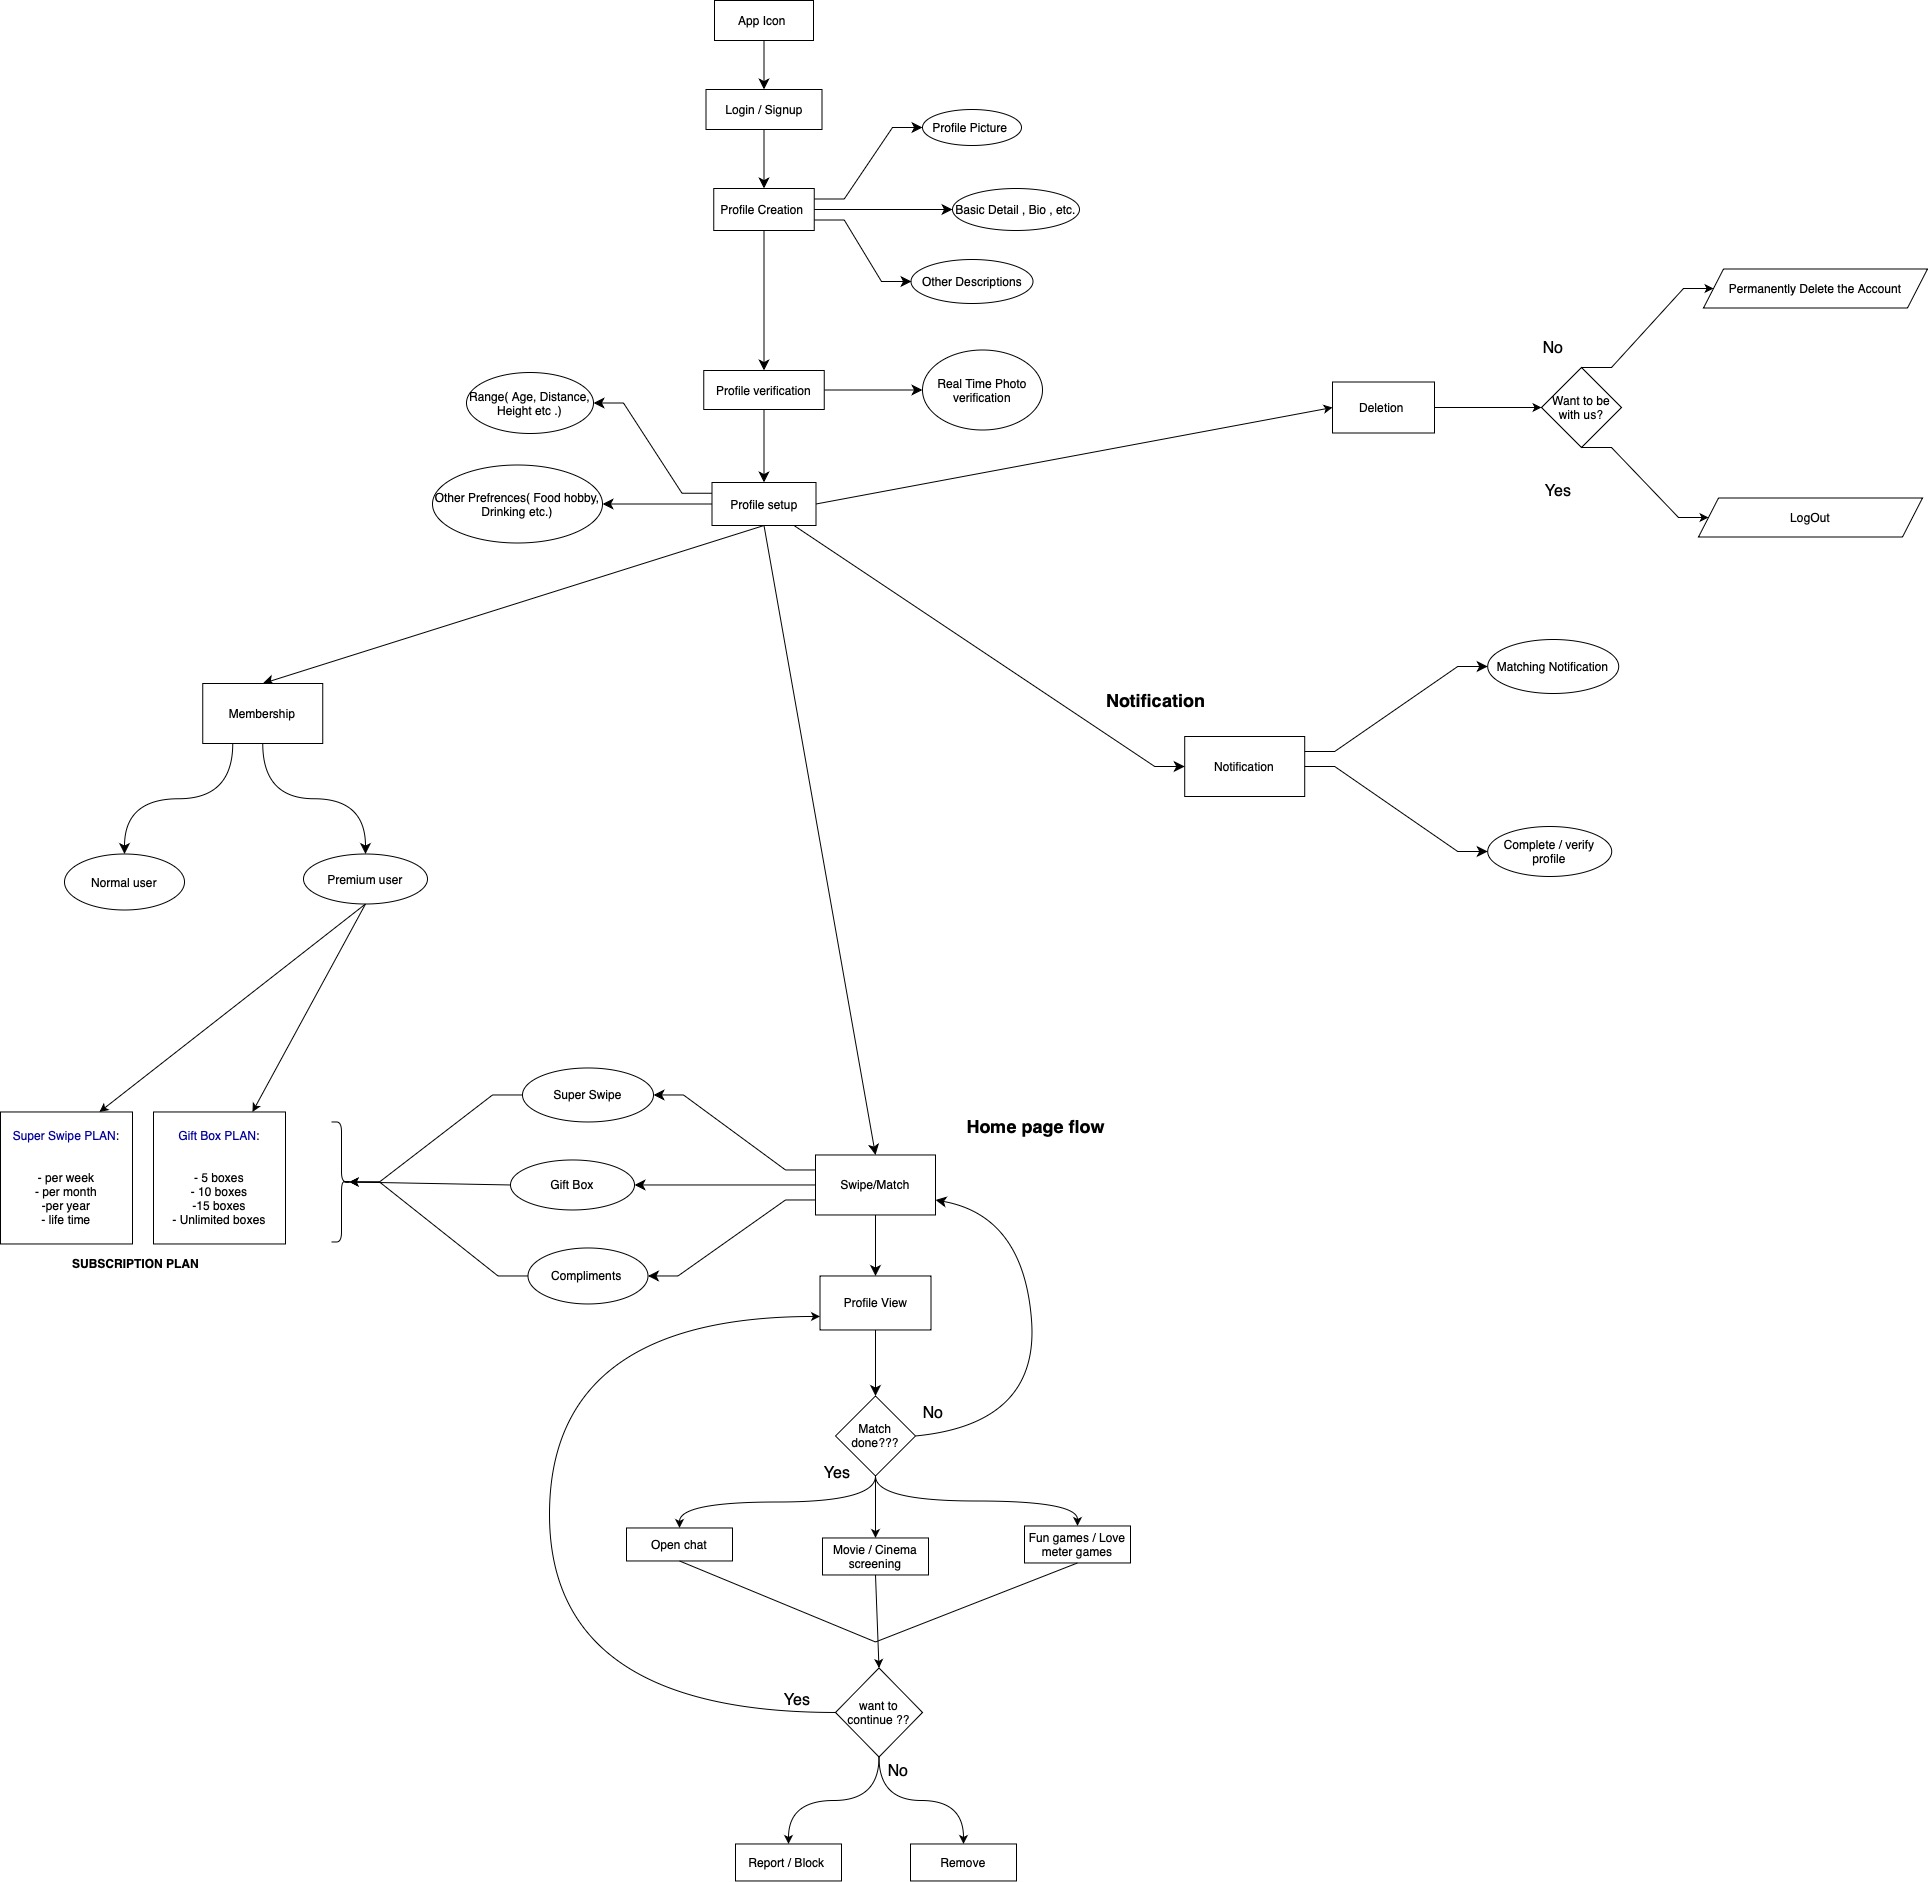 App Icon
Login / Signup
Profile Picture
Profile Creation
Basic Detail , Bio , etc.
Other Descriptions
Permanently Delete the Account
No
Profile verification
Real Time Photo
verification
Range( Age, Distance,
Height etc .)
Deletion
Want to be
with us?
Yes
Other Prefrences( Food hobby,
Drinking etc.)
Profile setup
LogOut
Matching Notification
Notification
Membership
Notification
Complete / verify
profile
Normal user
Premium user
Super Swipe
Home page flow
Super Swipe PLAN:
- per week
- per month
-per year
- life time
Gift Box PLAN:
- 5 boxes
- 10 boxes
-15 boxes
- Unlimited boxes
SUBSCRIPTION PLAN
Gift Box
Swipe/Match
Compliments
Profile View
No
Match
done???
Yes
Open chat
Movie / Cinema
screening
Fun games / Love
meter games
Yes
want to
continue ??
No
Report / Block
Remove